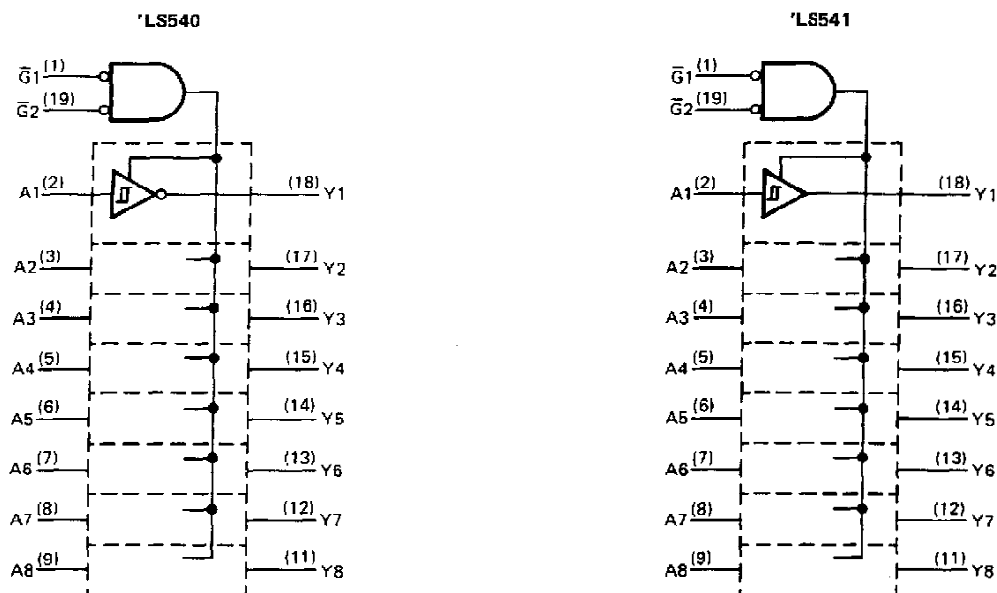 'LS540
G̅1 (1)
G̅2 (19)
A1 (2) (18) Y1
A2 (3) (17) Y2
A3 (4) (16) Y3
A4 (5) (15) Y4
A5 (6) (14) Y5
A6 (7) (13) Y6
A7 (8) (12) Y7
A8 (9) (11) Y8
'LS541
G̅1 (1)
G̅2 (19)
A1 (2) (18) Y1
A2 (3) (17) Y2
A3 (4) (16) Y3
A4 (5) (15) Y4
A5 (6) (14) Y5
A6 (7) (13) Y6
A7 (8) (12) Y7
A8 (9) (11) Y8